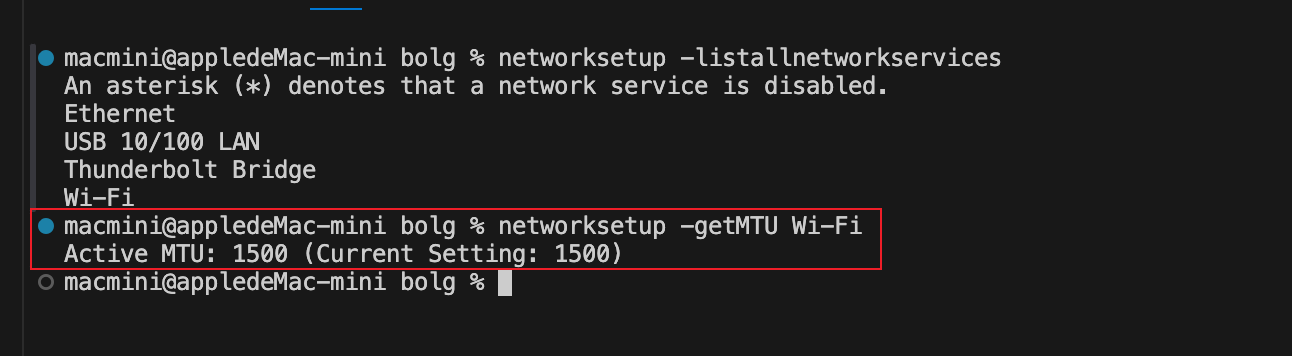 macmini@appledeMac-mini bolg % networksetup -listallnetworkservices
An asterisk (*) denotes that a network service is disabled.
Ethernet
USB 10/100 LAN
Thunderbolt Bridge
Wi-Fi
macmini@appledeMac-mini bolg % networksetup -getMTU Wi-Fi
Active MTU: 1500 (Current Setting: 1500)
macmini@appledeMac-mini bolg %